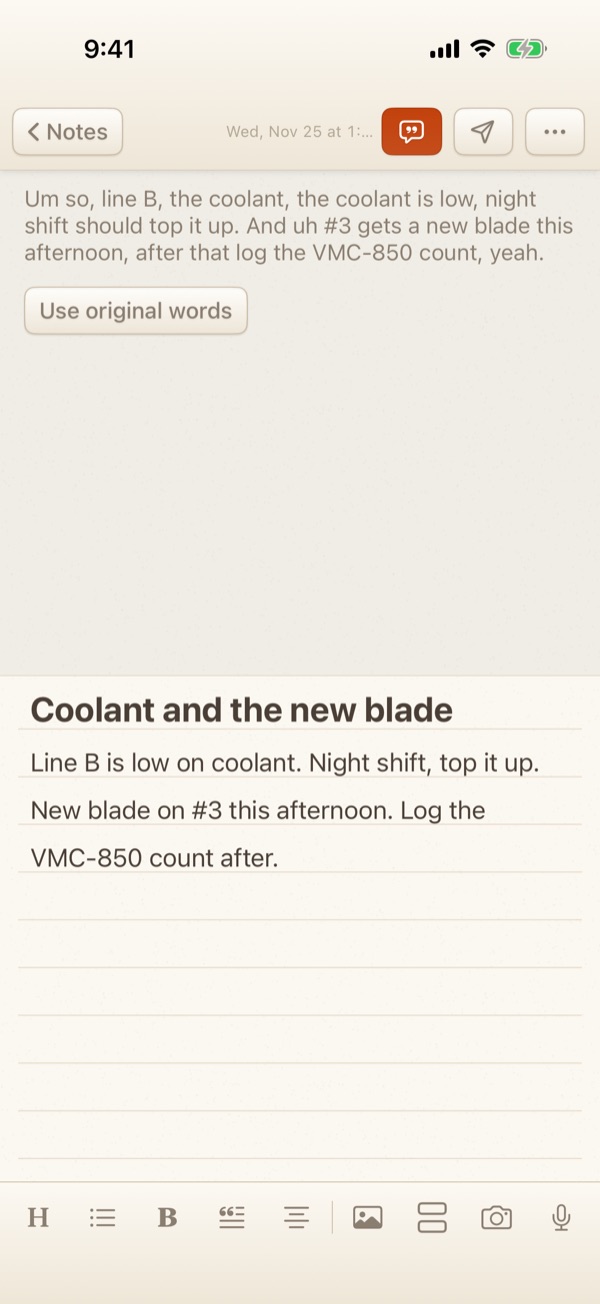 9:41
Notes
Wed, Nov 25 at 1:...
Um so, line B, the coolant, the coolant is low, night
shift should top it up. And uh #3 gets a new blade this
afternoon, after that log the VMC-850 count, yeah.
Use original words
Coolant and the new blade
Line B is low on coolant. Night shift, top it up.
New blade on #3 this afternoon. Log the
VMC-850 count after.
H
B